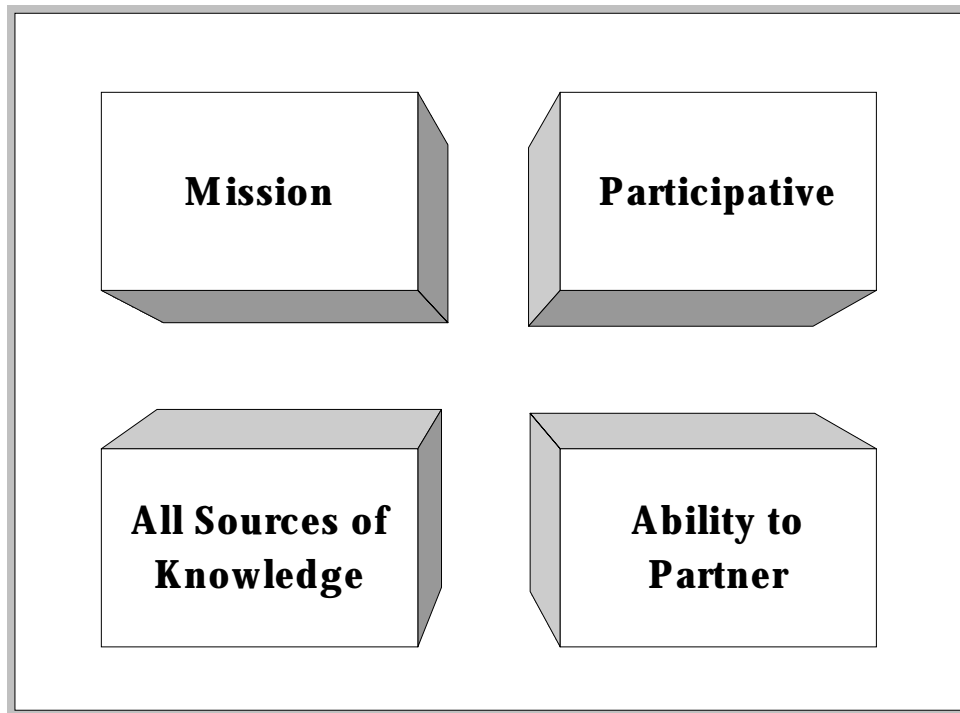 Mission
Participative
All Sources of
Knowledge
Ability to
Partner